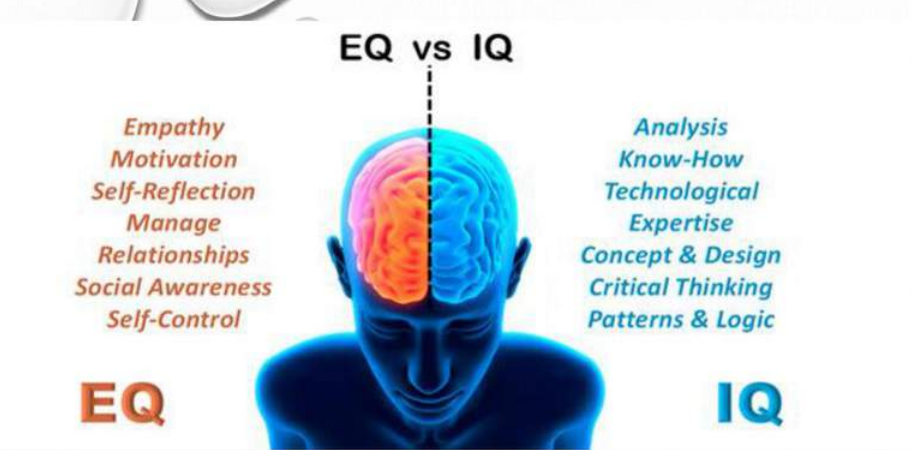 EQ vs IQ
Empathy
Motivation
Self-Reflection
Manage
Relationships
Social Awareness
Self-Control
EQ
Analysis
Know-How
Technological
Expertise
Concept & Design
Critical Thinking
Patterns & Logic
IQ